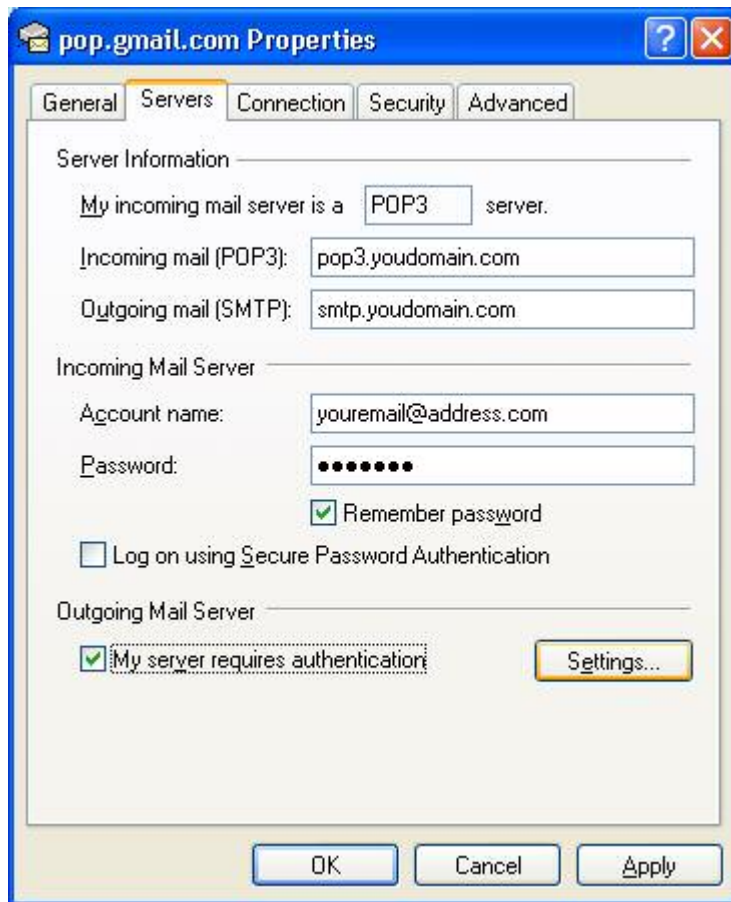 pop.gmail.com Properties
General Servers Connection Security Advanced
Server Information
My incoming mail server is a POP3 server.
Incoming mail (POP3): pop3.youdomain.com
Outgoing mail (SMTP): smtp.youdomain.com
Incoming Mail Server
Account name: youremail@address.com
Password: •••••••
Remember password
Log on using Secure Password Authentication
Outgoing Mail Server
My server requires authentication Settings...
OK Cancel Apply